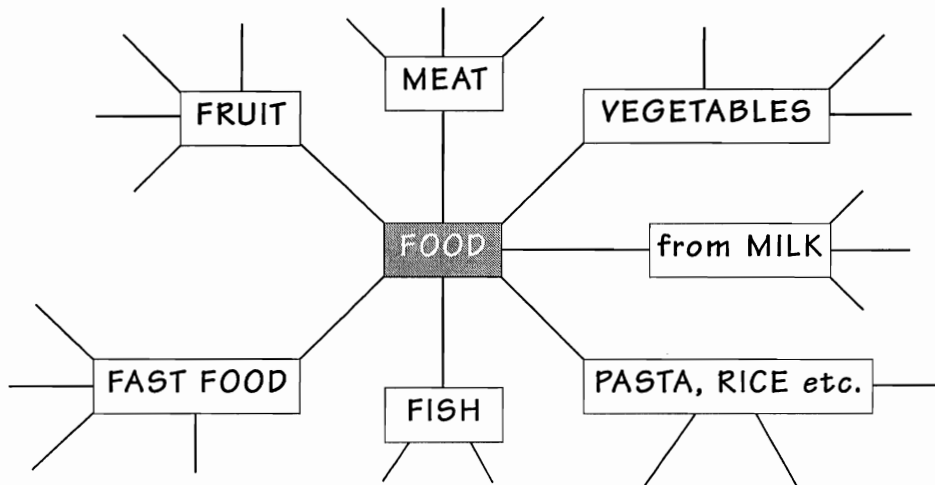 MEAT
FRUIT
VEGETABLES
FOOD
from MILK
FAST FOOD
FISH
PASTA, RICE etc.